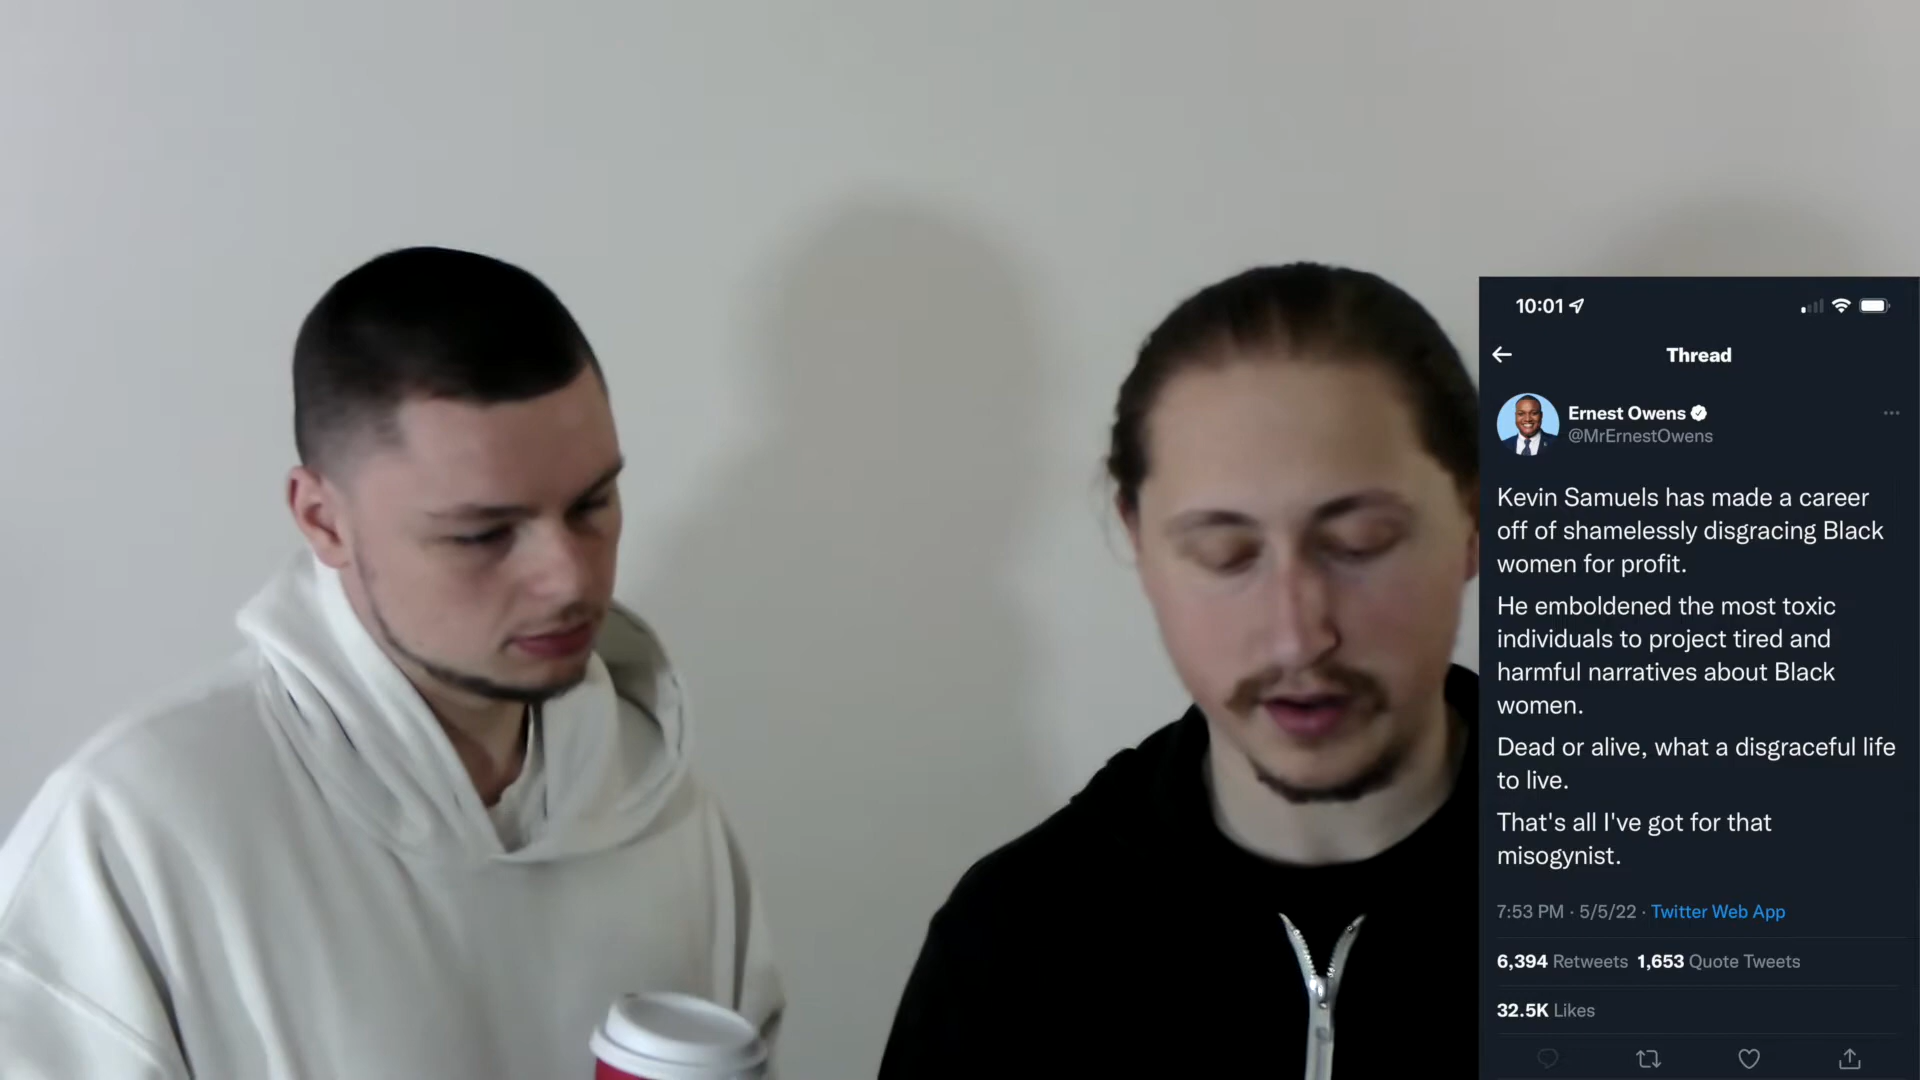 10:01
Thread
Ernest Owens
@MrErnestOwens
Kevin Samuels has made a career
off of shamelessly disgracing Black
women for profit.
He emboldened the most toxic
individuals to project tired and
harmful narratives about Black
women.
Dead or alive, what a disgraceful life
to live.
That's all I've got for that
misogynist.
7:53 PM · 5/5/22 · Twitter Web App
6,394 Retweets 1,653 Quote Tweets
32.5K Likes